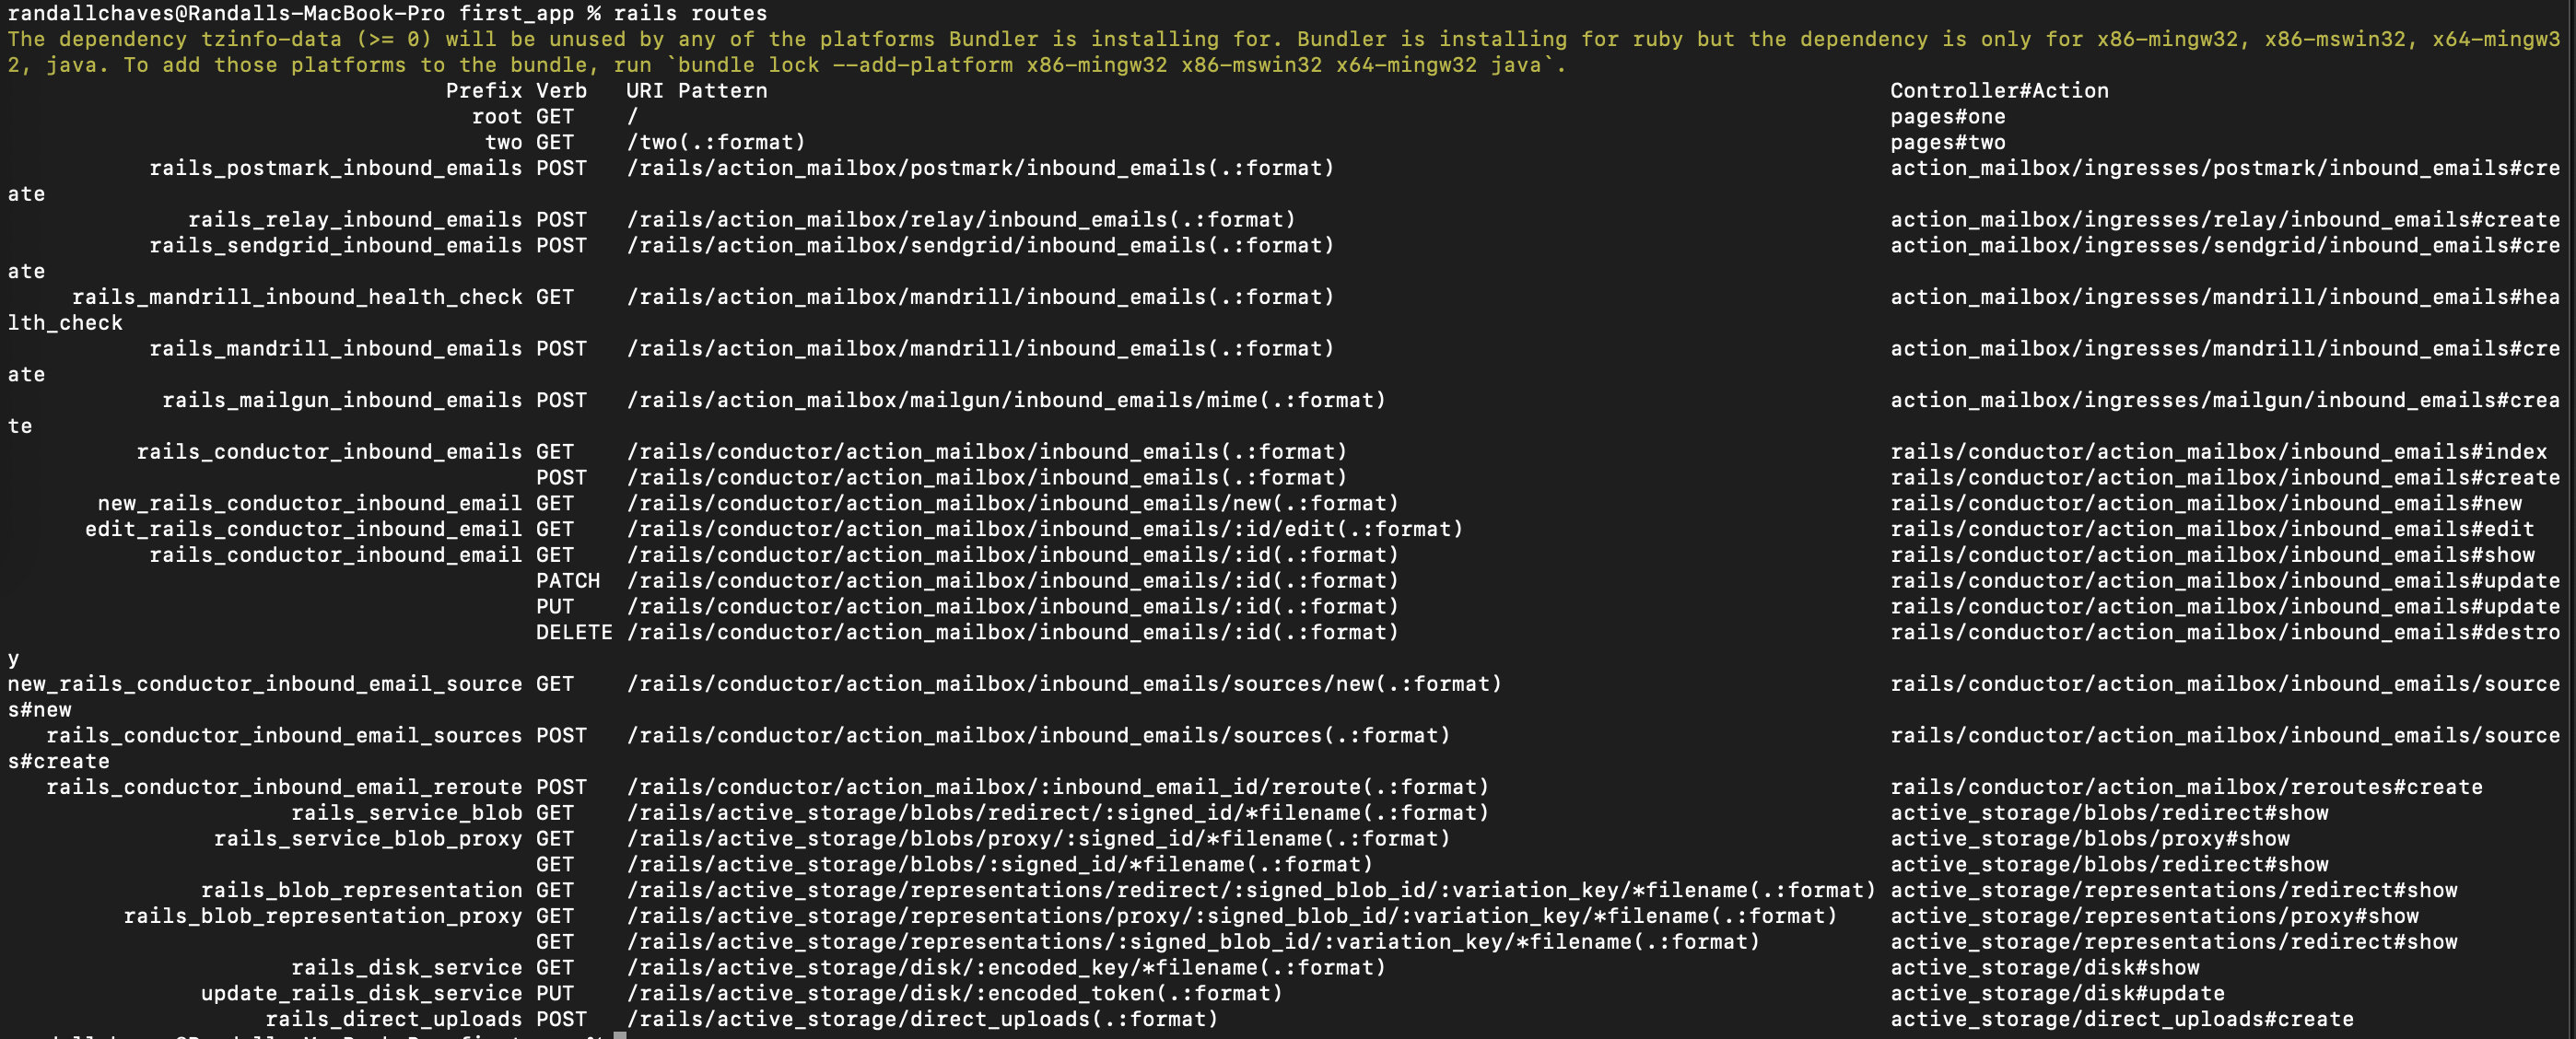 randallchaves@Randalls-MacBook-Pro first_app % rails routes
The dependency tzinfo-data (>= 0) will be unused by any of the platforms Bundler is installing for. Bundler is installing for ruby but the dependency is only for x86-mingw32, x86-mswin32, x64-mingw3
2, java. To add those platforms to the bundle, run `bundle lock --add-platform x86-mingw32 x86-mswin32 x64-mingw32 java`.
Prefix Verb URI Pattern Controller#Action
root GET / pages#one
two GET /two(.:format) pages#two
rails_postmark_inbound_emails POST /rails/action_mailbox/postmark/inbound_emails(.:format) action_mailbox/ingresses/postmark/inbound_emails#cre
ate
rails_relay_inbound_emails POST /rails/action_mailbox/relay/inbound_emails(.:format) action_mailbox/ingresses/relay/inbound_emails#create
rails_sendgrid_inbound_emails POST /rails/action_mailbox/sendgrid/inbound_emails(.:format) action_mailbox/ingresses/sendgrid/inbound_emails#cre
ate
rails_mandrill_inbound_health_check GET /rails/action_mailbox/mandrill/inbound_emails(.:format) action_mailbox/ingresses/mandrill/inbound_emails#hea
lth_check
rails_mandrill_inbound_emails POST /rails/action_mailbox/mandrill/inbound_emails(.:format) action_mailbox/ingresses/mandrill/inbound_emails#cre
ate
rails_mailgun_inbound_emails POST /rails/action_mailbox/mailgun/inbound_emails/mime(.:format) action_mailbox/ingresses/mailgun/inbound_emails#crea
te
rails_conductor_inbound_emails GET /rails/conductor/action_mailbox/inbound_emails(.:format) rails/conductor/action_mailbox/inbound_emails#index
POST /rails/conductor/action_mailbox/inbound_emails(.:format) rails/conductor/action_mailbox/inbound_emails#create
new_rails_conductor_inbound_email GET /rails/conductor/action_mailbox/inbound_emails/new(.:format) rails/conductor/action_mailbox/inbound_emails#new
edit_rails_conductor_inbound_email GET /rails/conductor/action_mailbox/inbound_emails/:id/edit(.:format) rails/conductor/action_mailbox/inbound_emails#edit
rails_conductor_inbound_email GET /rails/conductor/action_mailbox/inbound_emails/:id(.:format) rails/conductor/action_mailbox/inbound_emails#show
PATCH /rails/conductor/action_mailbox/inbound_emails/:id(.:format) rails/conductor/action_mailbox/inbound_emails#update
PUT /rails/conductor/action_mailbox/inbound_emails/:id(.:format) rails/conductor/action_mailbox/inbound_emails#update
DELETE /rails/conductor/action_mailbox/inbound_emails/:id(.:format) rails/conductor/action_mailbox/inbound_emails#destro
y
new_rails_conductor_inbound_email_source GET /rails/conductor/action_mailbox/inbound_emails/sources/new(.:format) rails/conductor/action_mailbox/inbound_emails/source
s#new
rails_conductor_inbound_email_sources POST /rails/conductor/action_mailbox/inbound_emails/sources(.:format) rails/conductor/action_mailbox/inbound_emails/source
s#create
rails_conductor_inbound_email_reroute POST /rails/conductor/action_mailbox/:inbound_email_id/reroute(.:format) rails/conductor/action_mailbox/reroutes#create
rails_service_blob GET /rails/active_storage/blobs/redirect/:signed_id/*filename(.:format) active_storage/blobs/redirect#show
rails_service_blob_proxy GET /rails/active_storage/blobs/proxy/:signed_id/*filename(.:format) active_storage/blobs/proxy#show
GET /rails/active_storage/blobs/:signed_id/*filename(.:format) active_storage/blobs/redirect#show
rails_blob_representation GET /rails/active_storage/representations/redirect/:signed_blob_id/:variation_key/*filename(.:format) active_storage/representations/redirect#show
rails_blob_representation_proxy GET /rails/active_storage/representations/proxy/:signed_blob_id/:variation_key/*filename(.:format) active_storage/representations/proxy#show
GET /rails/active_storage/representations/:signed_blob_id/:variation_key/*filename(.:format) active_storage/representations/redirect#show
rails_disk_service GET /rails/active_storage/disk/:encoded_key/*filename(.:format) active_storage/disk#show
update_rails_disk_service PUT /rails/active_storage/disk/:encoded_token(.:format) active_storage/disk#update
rails_direct_uploads POST /rails/active_storage/direct_uploads(.:format) active_storage/direct_uploads#create